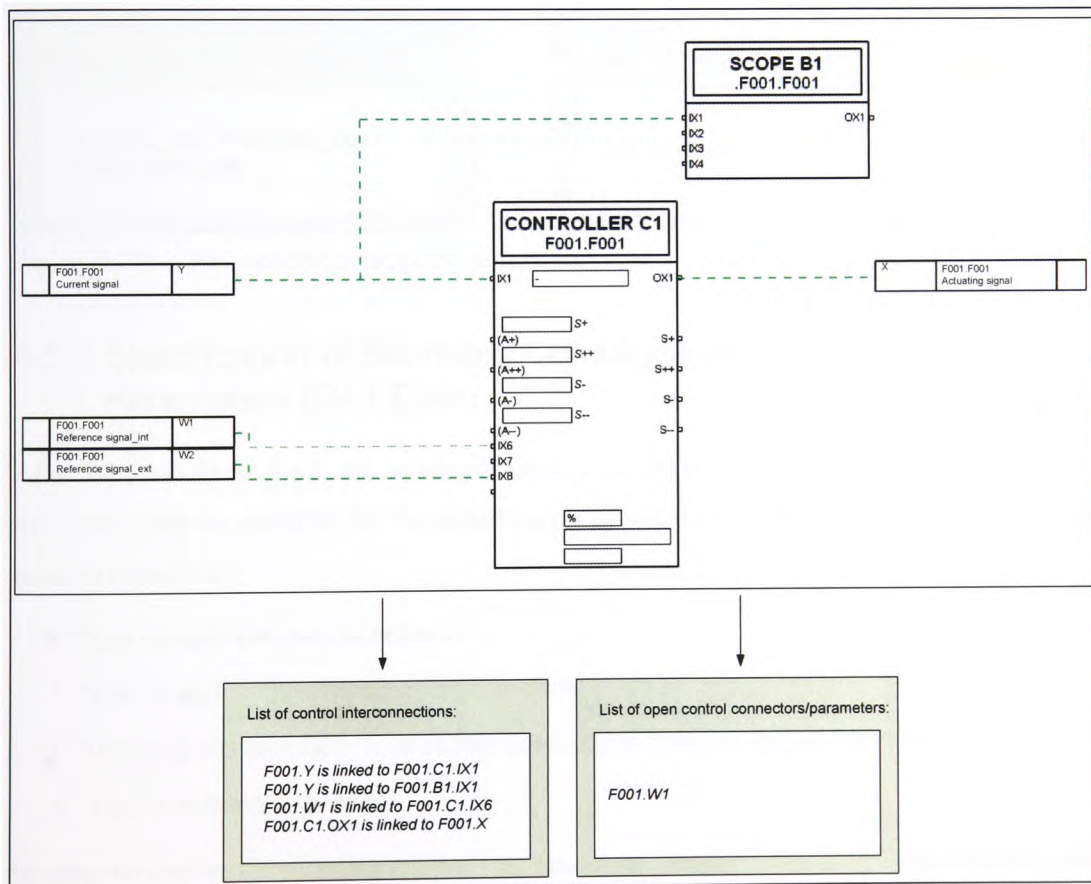 SCOPE B1
.F001.F001
IX1
OX1
IX2
IX3
IX4
CONTROLLER C1
F001.F001
F001.F001
Current signal
Y
IX1
-
OX1
X
F001.F001
Actuating signal
S+
(A+)
S+
S++
(A++)
S++
S-
(A-)
S-
S--
(A--)
S--
F001.F001
Reference signal_int
W1
F001.F001
Reference signal_ext
W2
IX6
IX7
IX8
%
List of control interconnections:
F001.Y is linked to F001.C1.IX1
F001.Y is linked to F001.B1.IX1
F001.W1 is linked to F001.C1.IX6
F001.C1.OX1 is linked to F001.X
List of open control connectors/parameters:
F001.W1